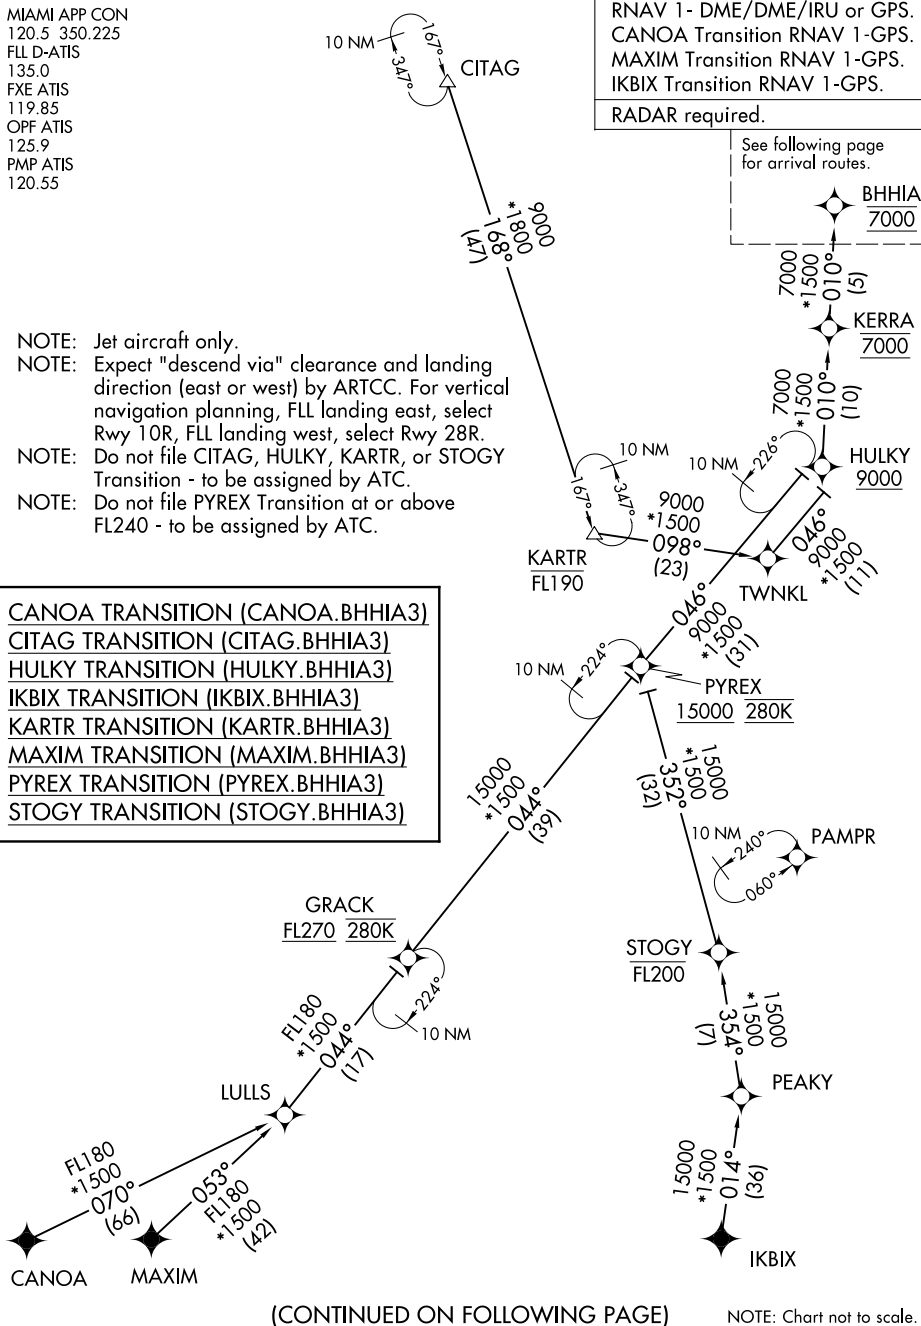 MIAMI APP CON
120.5 350.225
FLL D-ATIS
135.0
FXE ATIS
119.85
OPF ATIS
125.9
PMP ATIS
120.55
RNAV 1- DME/DME/IRU or GPS.
CANOA Transition RNAV 1-GPS.
MAXIM Transition RNAV 1-GPS.
IKBIX Transition RNAV 1-GPS.
RADAR required.
See following page
for arrival routes.
10 NM
167°
347°
CITAG
9000
*1800
168°
(47)
BHHIA
7000
7000
*1500
010°
(5)
KERRA
7000
7000
*1500
010°
(10)
NOTE: Jet aircraft only.
NOTE: Expect "descend via" clearance and landing
direction (east or west) by ARTCC. For vertical
navigation planning, FLL landing east, select
Rwy 10R, FLL landing west, select Rwy 28R.
NOTE: Do not file CITAG, HULKY, KARTR, or STOGY
Transition - to be assigned by ATC.
NOTE: Do not file PYREX Transition at or above
FL240 - to be assigned by ATC.
10 NM
226°
HULKY
9000
10 NM
167°
347°
KARTR
FL190
9000
*1500
098°
(23)
TWNKL
046°
9000
*1500
(11)
046°
9000
*1500
(31)
CANOA TRANSITION (CANOA.BHHIA3)
CITAG TRANSITION (CITAG.BHHIA3)
HULKY TRANSITION (HULKY.BHHIA3)
IKBIX TRANSITION (IKBIX.BHHIA3)
KARTR TRANSITION (KARTR.BHHIA3)
MAXIM TRANSITION (MAXIM.BHHIA3)
PYREX TRANSITION (PYREX.BHHIA3)
STOGY TRANSITION (STOGY.BHHIA3)
10 NM
224°
PYREX
15000 280K
15000
*1500
044°
(39)
15000
*1500
352°
(32)
10 NM
240°
060°
PAMPR
GRACK
FL270 280K
224°
10 NM
STOGY
FL200
FL180
*1500
044°
(17)
15000
*1500
354°
(7)
LULLS
PEAKY
FL180
*1500
070°
(66)
053°
FL180
*1500
(42)
15000
*1500
014°
(36)
CANOA
MAXIM
IKBIX
(CONTINUED ON FOLLOWING PAGE)
NOTE: Chart not to scale.